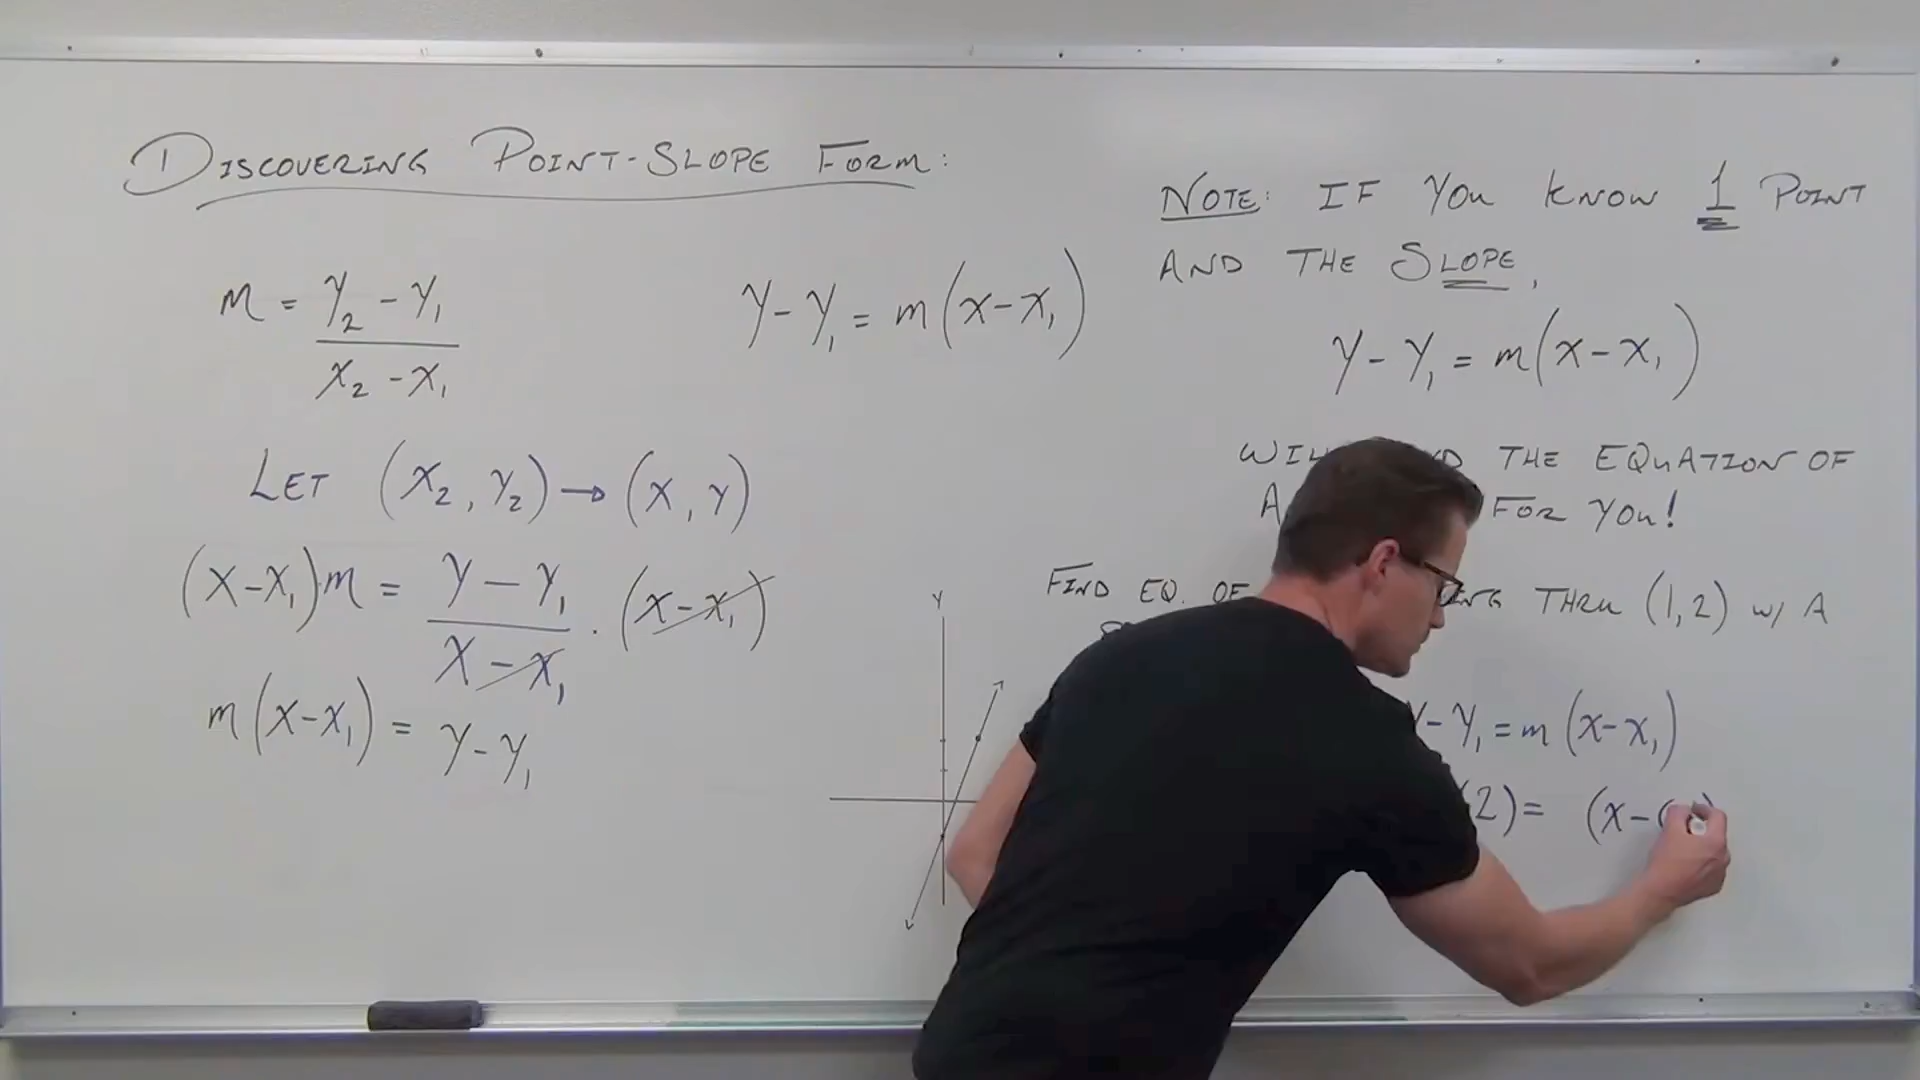 DISCOVERING POINT-SLOPE FORM:
m = y₂ - y₁ / x₂ - x₁
y - y₁ = m(x - x₁)
LET (x₂, y₂) → (x, y)
(x - x₁)m = y - y₁ / x - x₁ · (x - x₁)
m(x - x₁) = y - y₁
y
NOTE: IF YOU KNOW 1 POINT
AND THE SLOPE,
y - y₁ = m(x - x₁)
THE EQUATION OF
A FOR YOU!
FIND EQ. OF THRU (1, 2) w/ A
y - y₁ = m(x - x₁)
2) = (x - (